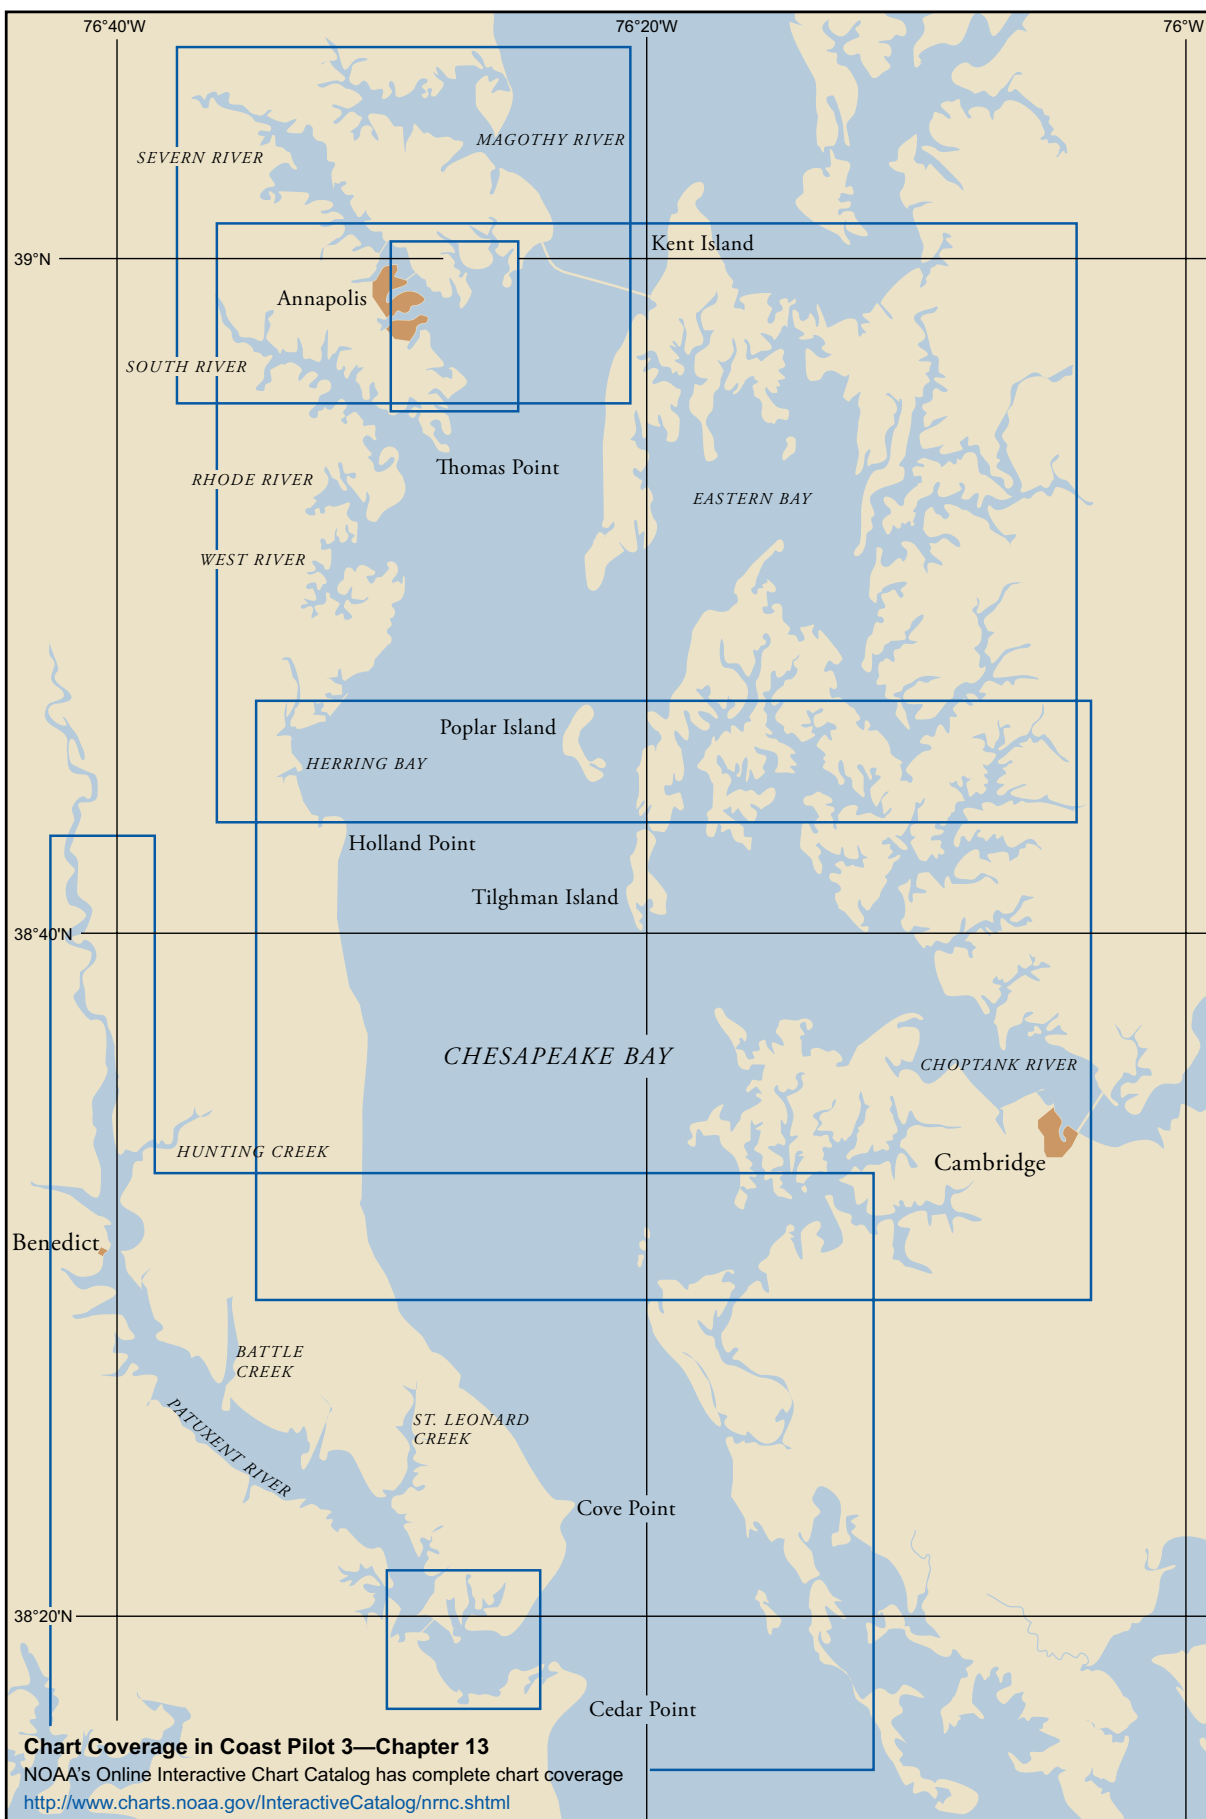 76°40'W
76°20'W
76°W
MAGOTHY RIVER
SEVERN RIVER
Kent Island
39°N
Annapolis
SOUTH RIVER
Thomas Point
RHODE RIVER
EASTERN BAY
WEST RIVER
Poplar Island
HERRING BAY
Holland Point
Tilghman Island
38°40'N
CHESAPEAKE BAY
CHOPTANK RIVER
HUNTING CREEK
Cambridge
Benedict
BATTLE
CREEK
PATUXENT RIVER
ST. LEONARD
CREEK
Cove Point
38°20'N
Cedar Point
Chart Coverage in Coast Pilot 3—Chapter 13
NOAA's Online Interactive Chart Catalog has complete chart coverage
http://www.charts.noaa.gov/InteractiveCatalog/nrnc.shtml